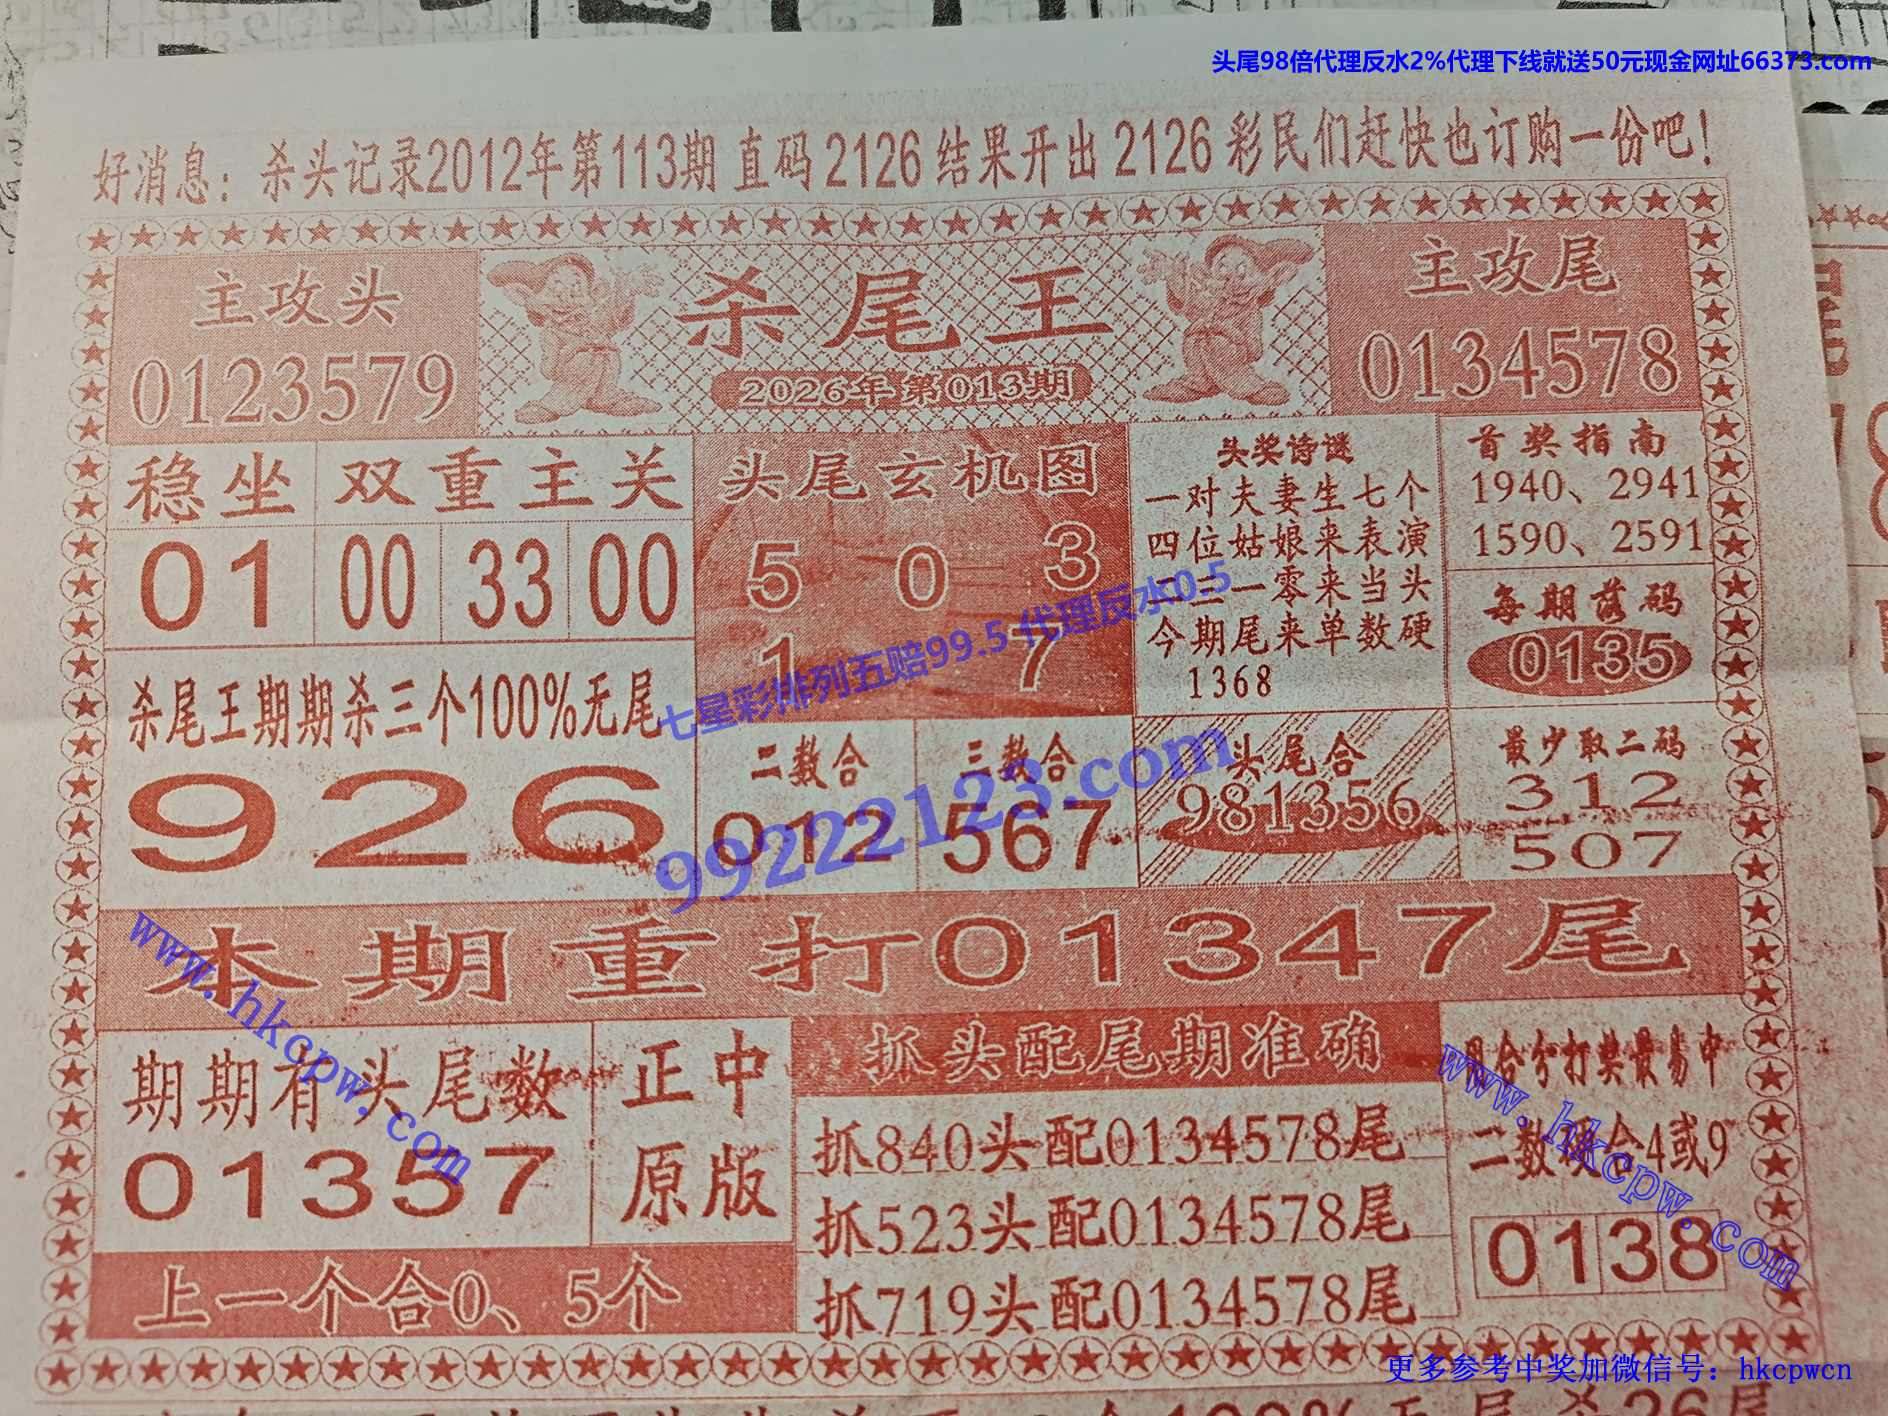 头尾98倍代理反水2%代理下线就送50元现金网址66373.com
好消息：杀头记录2012年第113期 直码 2126 结果开出 2126 彩民们赶快也订购一份吧！
主攻头
0123579
杀尾王
2026年第013期
主攻尾
0134578
稳坐
01
双重主关
00 33 00
头尾玄机图
5 0 3
1 7
头奖诗谜
一对夫妻生七个
四位姑娘来表演
二三一零来当头
今期尾来单数硬
1368
首奖指南
1940、2941
1590、2591
每期落码
0135
杀尾王期期杀三个100%无尾
926
七星彩排列五赔99.5 代理反水0.5
99222123.com
二数合
012
三数合
567
头尾合
981356
最少取二码
312
507
本期重打01347尾
www.hkcpw.com
期期有头尾数
01357
正中
原版
上一个合0、5个
抓头配尾期准确
抓840头配0134578尾
抓523头配0134578尾
抓719头配0134578尾
合兮打奖最易中
二数 合4或9
0138
www.hkcpw.com
更多参考中奖加微信号：hkcpwcn